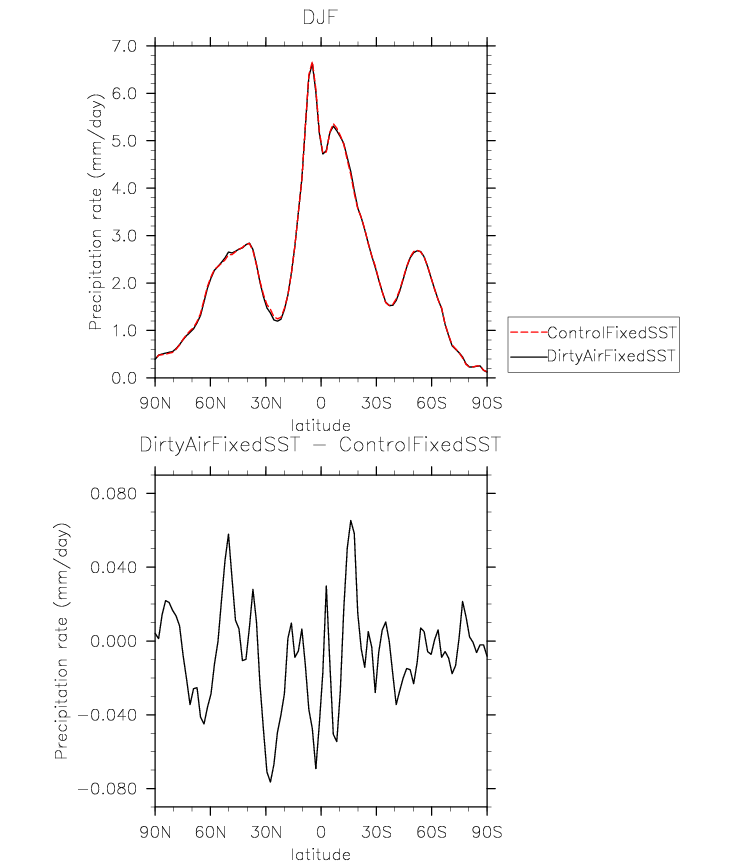 DJF
7.0
6.0
5.0
4.0
3.0
2.0
1.0
0.0
Precipitation rate (mm/day)
90N 60N 30N 0 30S 60S 90S
latitude
ControlFixedSST
DirtyAirFixedSST
DirtyAirFixedSST − ControlFixedSST
0.080
0.040
0.000
−0.040
−0.080
Precipitation rate (mm/day)
90N 60N 30N 0 30S 60S 90S
latitude